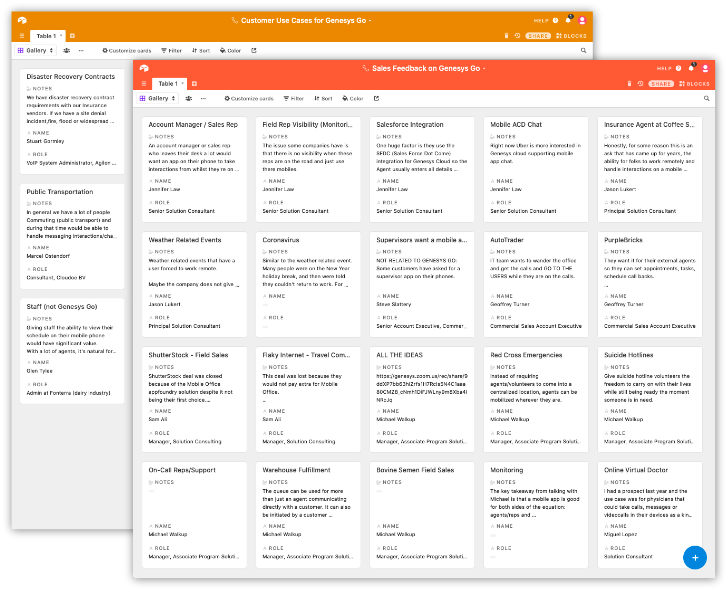 Customer Use Cases for Genesys Go
HELP
1
Table 1
SHARE
BLOCKS
Gallery
Customize cards
Filter
Sort
Color
Disaster Recovery Contracts
NOTES
We have disaster recovery contract
requirements with our insurance
vendors. If we have a site denial
incident,fire, flood or widespread ...
NAME
Stuart Gormley
ROLE
VoIP System Administrator, Agilon ...
Public Transportation
NOTES
In general we have a lot of people
Commuting (public transport) and
during that time would be able to
handle messaging interactions/cha...
NAME
Marcel Ostendorf
ROLE
Consultant, Cloudoe BV
Staff (not Genesys Go)
NOTES
Giving staff the ability to view their
schedule on their mobile phone
would have significant value.
With a lot of agents, it's natural for...
NAME
Glen Tyles
ROLE
Admin at Fonterra (dairy industry)
Sales Feedback on Genesys Go
HELP
1
Table 1
SHARE
BLOCKS
Gallery
Customize cards
Filter
Sort
Color
Account Manager / Sales Rep
NOTES
An account manager or sales rep
who leaves their desk a lot would
want an app on their phone to take
interactions from whilst they're on ...
NAME
Jennifer Law
ROLE
Senior Solution Consultant
Field Rep Visibility (Monitori...
NOTES
The issue some companies have is
that there is no visibility when these
reps are on the road and just use
there mobiles
NAME
Jennifer Law
ROLE
Senior Solution Consultant
Salesforce Integration
NOTES
One huge factor is they use the
SFDC (Sales Force Dot Come)
integration for Genesys Cloud so the
Agent usually enters all details ...
NAME
Jennifer Law
ROLE
Senior Solution Consultant
Mobile ACD Chat
NOTES
Right now Uber is more interested in
Genesys cloud supporting mobile
app chat.
NAME
Jennifer Law
ROLE
Senior Solution Consultant
Insurance Agent at Coffee S...
NOTES
Honestly, for some reason this is an
ask that has came up for years, the
ability for folks to work remotely and
handle interactions on a mobile ...
NAME
Jason Lukert
ROLE
Principal Solution Consultant
Weather Related Events
NOTES
Weather related events that have a
user forced to work remote.
Maybe the company does not give ...
NAME
Jason Lukert
ROLE
Principal Solution Consultant
Coronavirus
NOTES
Similar to the weather related event.
Many people were on the New Year
holiday break, and then were told
they couldn't return to work. For ...
NAME
ROLE
Supervisors want a mobile a...
NOTES
NOT RELATED TO GENESYS GO:
Some customers have asked for a
supervisor app on their phones.
NAME
Steve Slattery
ROLE
Senior Account Executive, Commer...
AutoTrader
NOTES
IT team wants to wander the office
and get the calls and GO TO THE
USERS while they are on the calls.
NAME
Geoffrey Turner
ROLE
Commercial Sales Account Executive
PurpleBricks
NOTES
They want it for their external agents
so they can set appointments, tasks,
schedule call backs.
...
NAME
Geoffrey Turner
ROLE
Commercial Sales Account Executive
ShutterStock - Field Sales
NOTES
ShutterStock deal was closed
because of the Mobile Office
appfoundry solution despite it not
being their first choice....
NAME
Sam Ali
ROLE
Manager, Solution Consulting
Flaky Internet - Travel Com...
NOTES
This deal was lost because they
would not pay extra for Mobile
Office.
...
NAME
Sam Ali
ROLE
Manager, Solution Consulting
ALL THE IDEAS
NOTES
NAME
Michael Walkup
ROLE
Manager, Associate Program Soluti...
Red Cross Emergencies
NOTES
Instead of requiring
agents/volunteers to come into a
centralized location, agents can be
mobilized wherever they are.
NAME
Michael Walkup
ROLE
Manager, Associate Program Soluti...
Suicide Hotlines
NOTES
Give suicide hotline volunteers the
freedom to carry on with their lives
while still being ready the moment
someone is in need.
NAME
Michael Walkup
ROLE
Manager, Associate Program Soluti...
On-Call Reps/Support
NOTES
NAME
Michael Walkup
ROLE
Manager, Associate Program Soluti...
Warehouse Fulfillment
NOTES
The queue can be used for more
than just an agent communicating
directly with a customer. It can also
be initiated by a customer ...
NAME
Michael Walkup
ROLE
Manager, Associate Program Soluti...
Bovine Semen Field Sales
NOTES
NAME
Michael Walkup
ROLE
Manager, Associate Program Soluti...
Monitoring
NOTES
The key takeaway from talking with
Michael is that a mobile app is good
for both sides of the equation:
agents/reps and ...
NAME
ROLE
Online Virtual Doctor
NOTES
I had a prospect last year and the
use case was for physicians that
could take calls, messages or
videocalls in their devices as a kin...
NAME
Miguel Lopez
ROLE
Solution Consultant